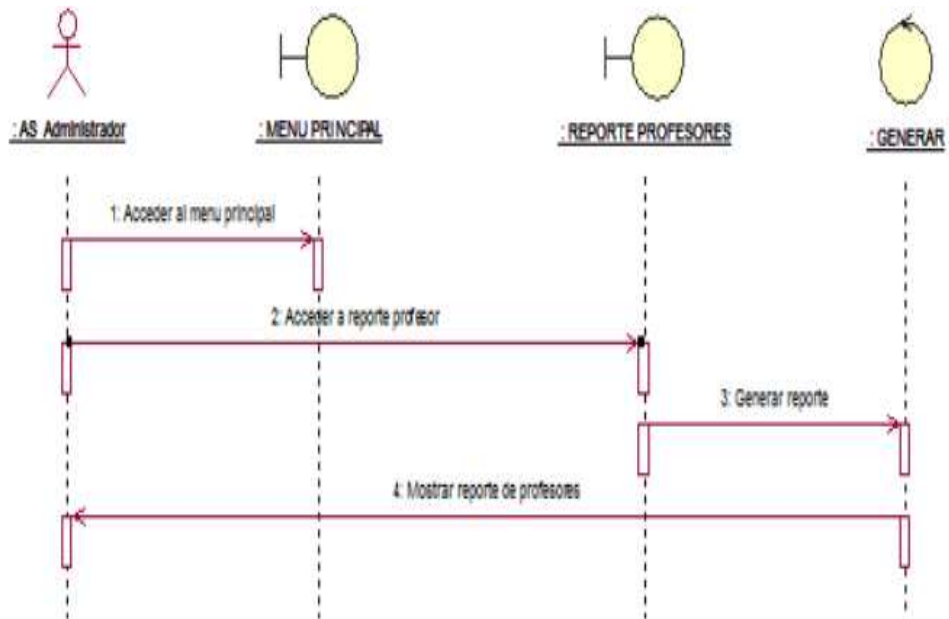 : AS Administrador
: MENU PRINCIPAL
: REPORTE PROFESORES
: GENERAR
1: Acceder al menu principal
2: Acceder a reporte profesor
3: Generar reporte
4: Mostrar reporte de profesores